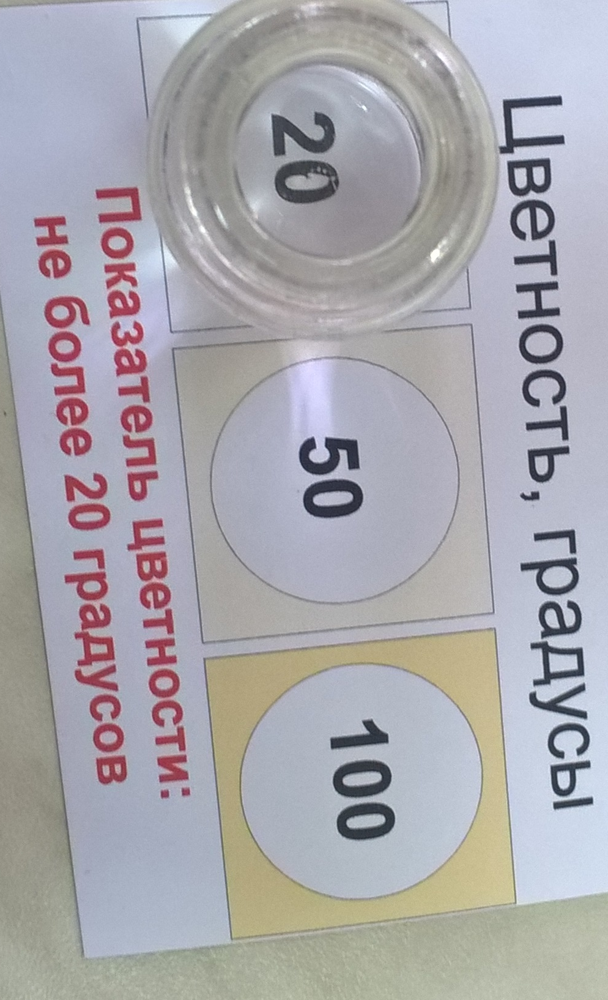 Цветность, градусы
20
50
100
Показатель цветности:
не более 20 градусов